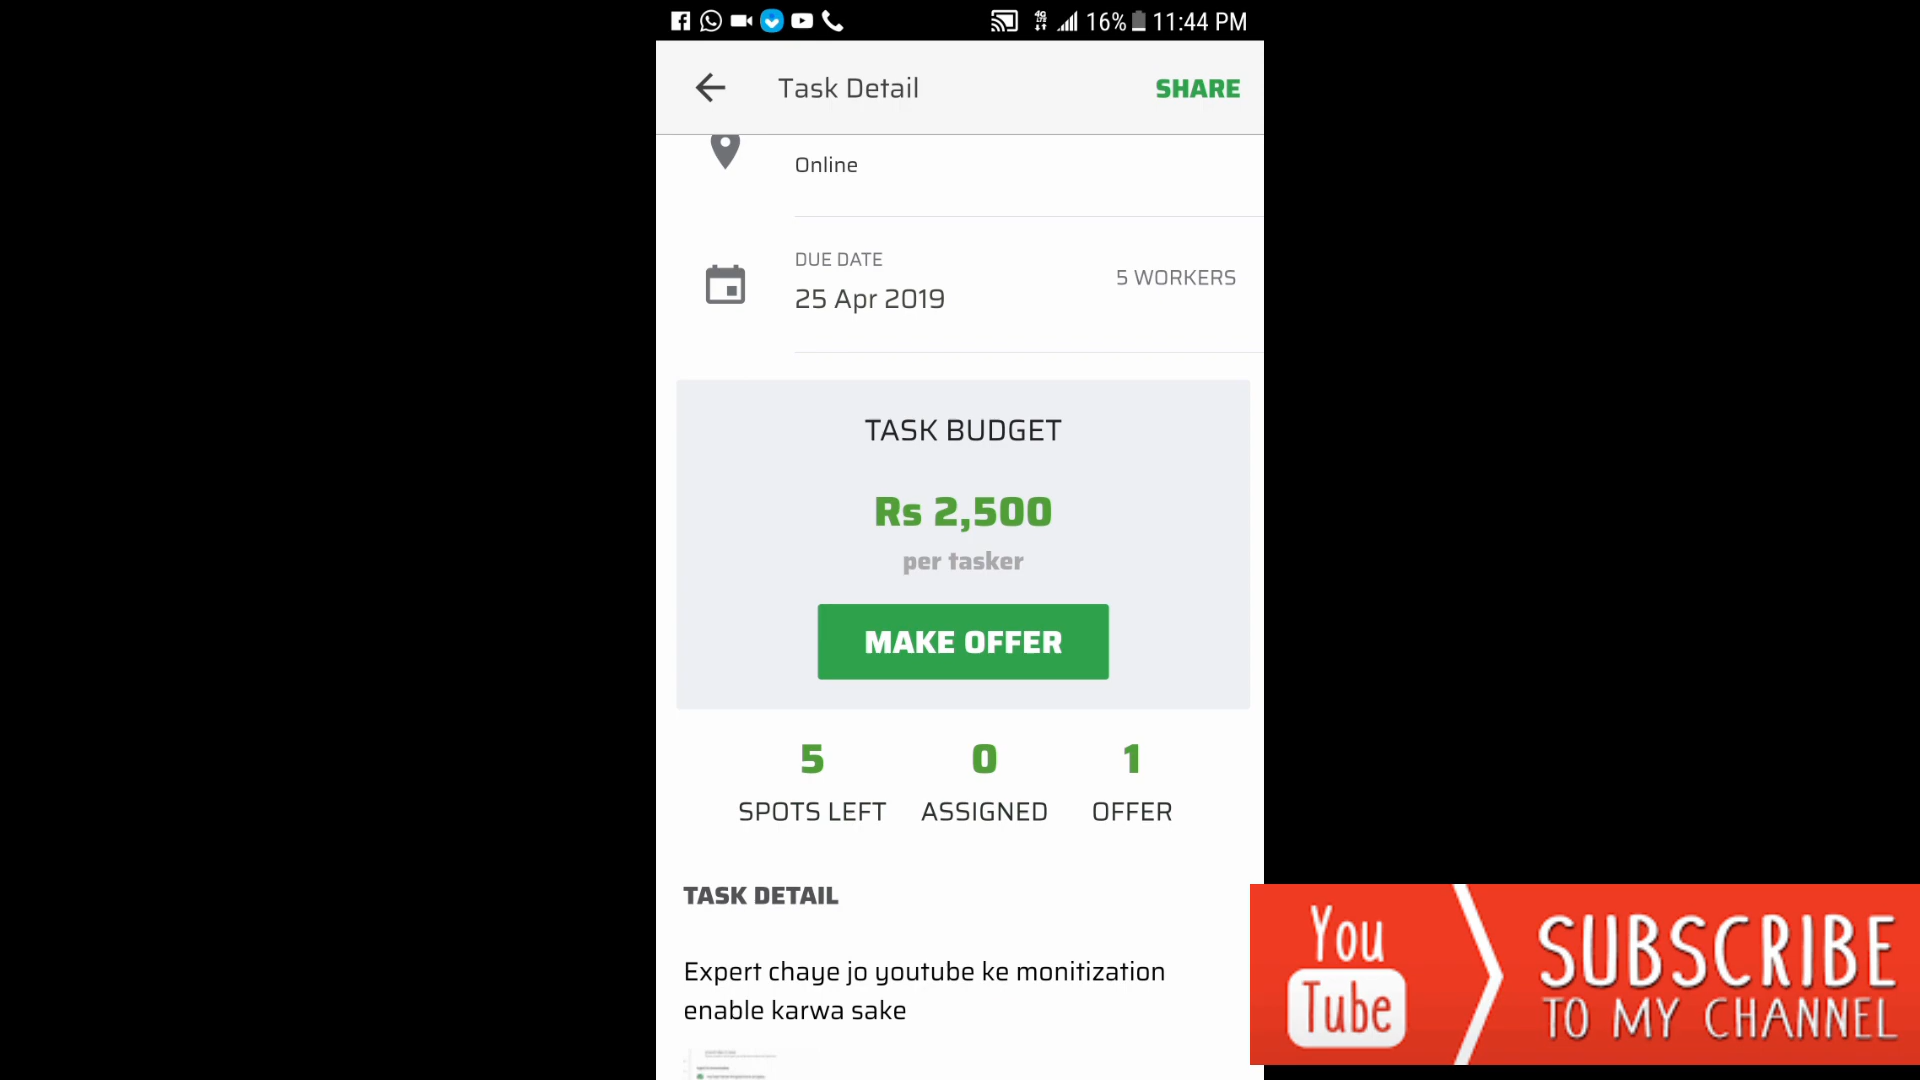 16% 11:44 PM
Task Detail
SHARE
Online
DUE DATE
5 WORKERS
25 Apr 2019
TASK BUDGET
Rs 2,500
per tasker
MAKE OFFER
5 0 1
SPOTS LEFT ASSIGNED OFFER
TASK DETAIL
Expert chaye jo youtube ke monitization
enable karwa sake
You
Tube
SUBSCRIBE
TO MY CHANNEL